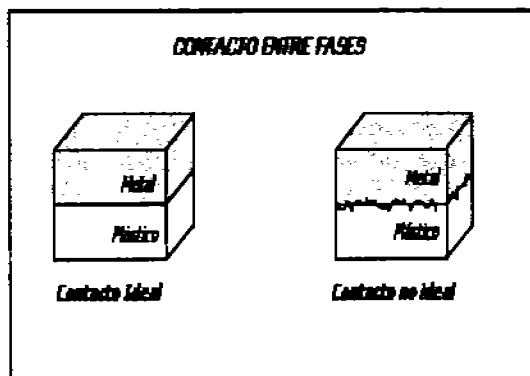 CONTACTO ENTRE FASES
Metal
Plástico
Contacto Ideal
Metal
Plástico
Contacto no ideal